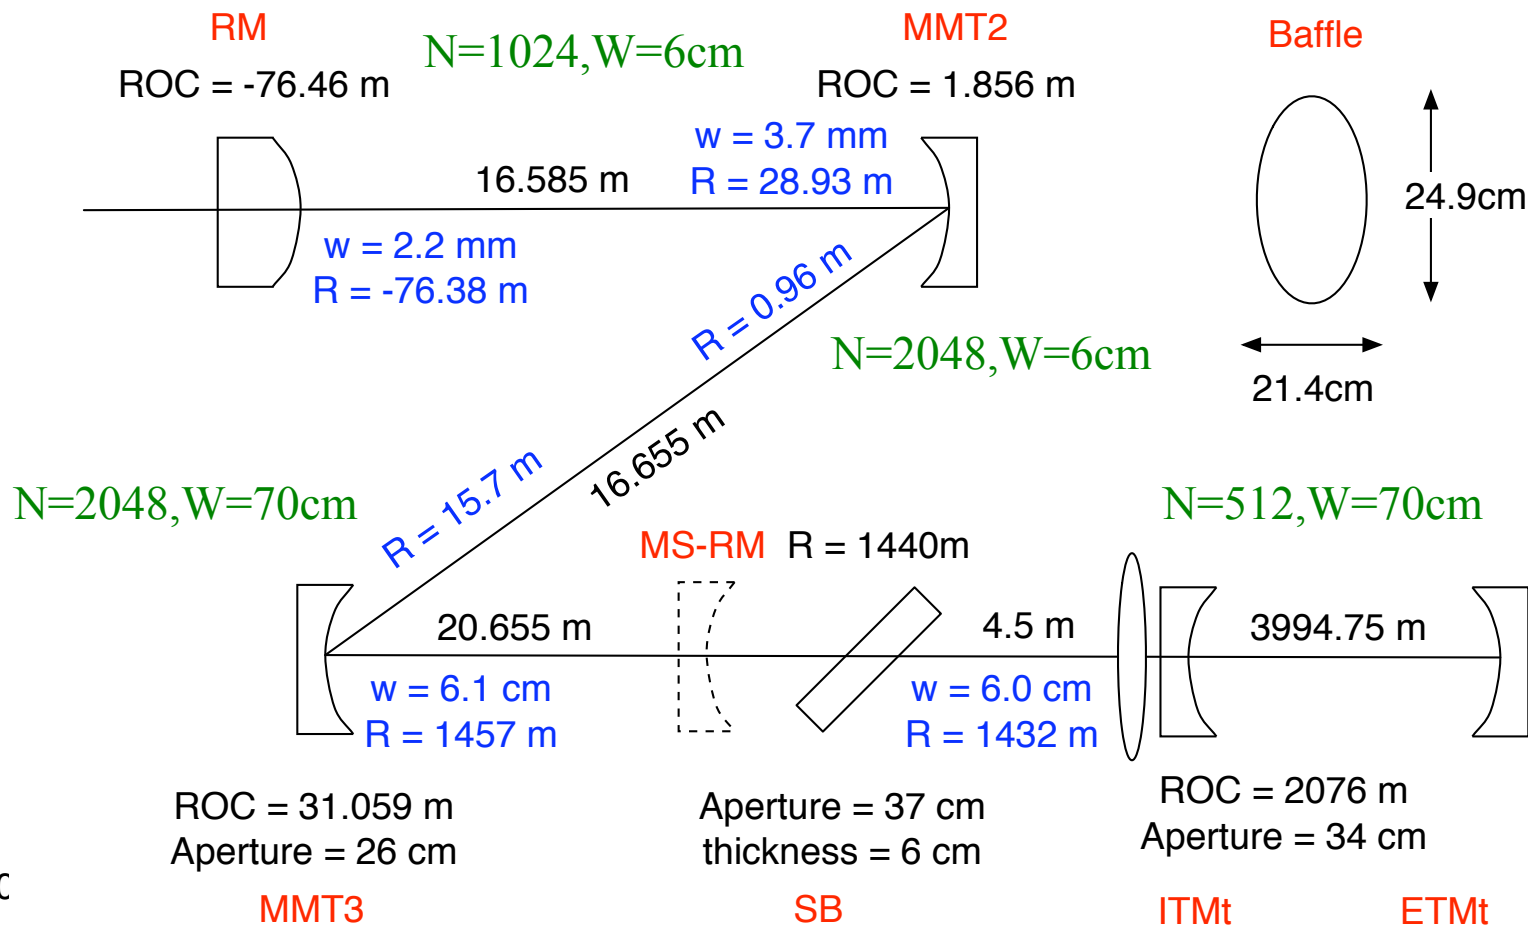 RM
ROC = -76.46 m
N=1024,W=6cm
MMT2
ROC = 1.856 m
Baffle
w = 3.7 mm
R = 28.93 m
16.585 m
24.9cm
w = 2.2 mm
R = -76.38 m
R = 0.96 m
N=2048,W=6cm
21.4cm
16.655 m
R = 15.7 m
N=2048,W=70cm
N=512,W=70cm
MS-RM
R = 1440m
20.655 m
4.5 m
3994.75 m
w = 6.1 cm
R = 1457 m
w = 6.0 cm
R = 1432 m
ROC = 31.059 m
Aperture = 26 cm
Aperture = 37 cm
thickness = 6 cm
ROC = 2076 m
Aperture = 34 cm
MMT3
SB
ITMt
ETMt